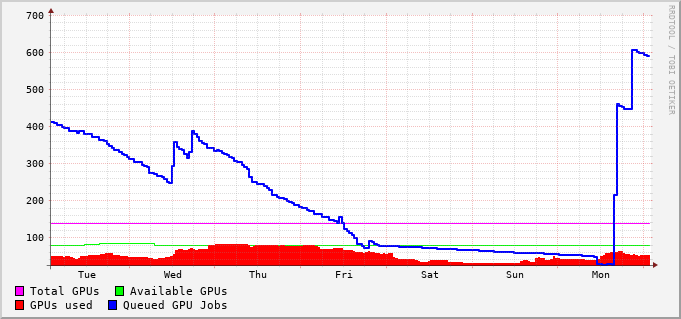 700
600
500
400
300
200
100
Tue Wed Thu Fri Sat Sun Mon
RRDTOOL / TOBI OETIKER
Total GPUs Available GPUs
GPUs used Queued GPU Jobs